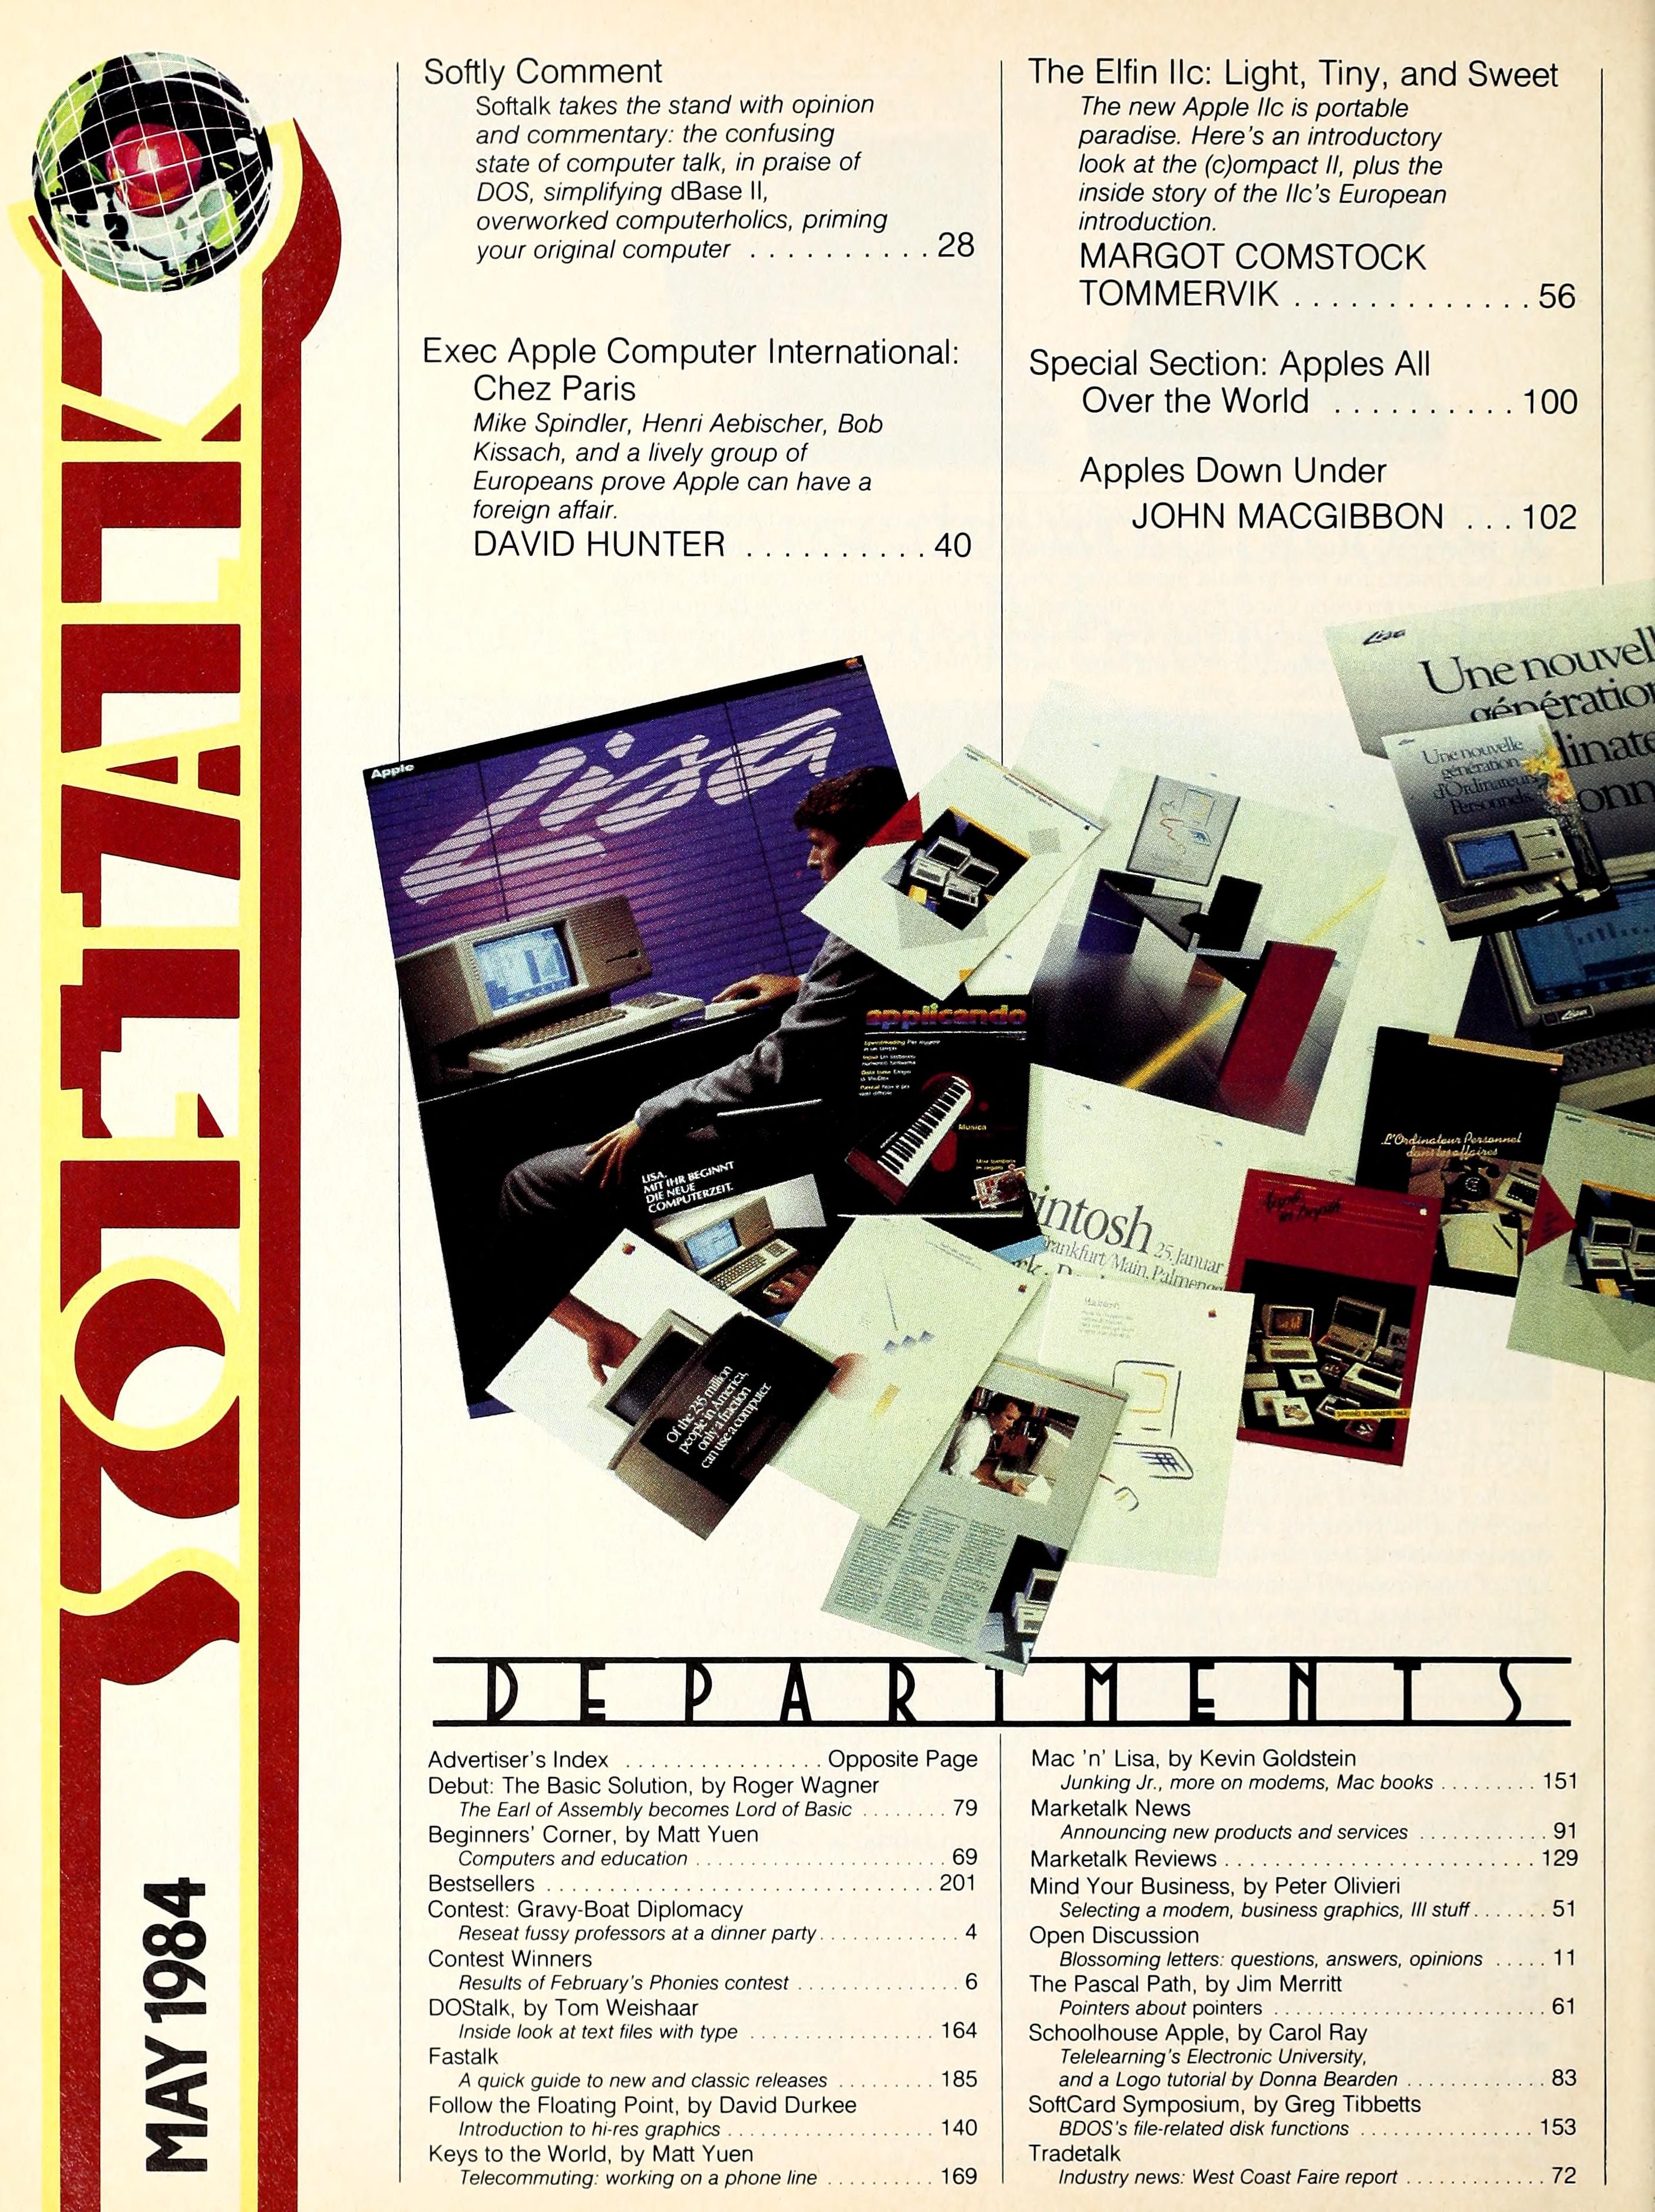 SOFTALK
MAY 1984
Softly Comment
Softalk takes the stand with opinion
and commentary: the confusing
state of computer talk, in praise of
DOS, simplifying dBase II,
overworked computerholics, priming
your original computer . . . . . . . . . . 28
Exec Apple Computer International:
Chez Paris
Mike Spindler, Henri Aebischer, Bob
Kissach, and a lively group of
Europeans prove Apple can have a
foreign affair.
DAVID HUNTER . . . . . . . . . . 40
The Elfin IIc: Light, Tiny, and Sweet
The new Apple IIc is portable
paradise. Here's an introductory
look at the (c)ompact II, plus the
inside story of the IIc's European
introduction.
MARGOT COMSTOCK
TOMMERVIK . . . . . . . . . . . . . 56
Special Section: Apples All
Over the World . . . . . . . . . . 100
Apples Down Under
JOHN MACGIBBON . . . 102
Apple
Lisa
LISA.
MIT IHR BEGINNT
DIE NEUE
COMPUTERZEIT.
applicando
Musica
Lisa
Une nouvel
génération
dinate
onn
Une nouvelle
génération
d'Ordinateurs
Personnels
Lisa
L'Ordinateur Personnel
dans les affaires
intosh
25. Januar
rankfurt/Main, Palmeng
Macintosh
Of the 235 million
people in America,
only a fraction
can use a computer.
DEPARTMENTS
Advertiser's Index . . . . . . . . . . . . . . . . Opposite Page
Debut: The Basic Solution, by Roger Wagner
The Earl of Assembly becomes Lord of Basic . . . . . . . . 79
Beginners' Corner, by Matt Yuen
Computers and education . . . . . . . . . . . . . . . . . . . . . . . . 69
Bestsellers . . . . . . . . . . . . . . . . . . . . . . . . . . . . . . . . . 201
Contest: Gravy-Boat Diplomacy
Reseat fussy professors at a dinner party . . . . . . . . . . . . . 4
Contest Winners
Results of February's Phonies contest . . . . . . . . . . . . . . . 6
DOStalk, by Tom Weishaar
Inside look at text files with type . . . . . . . . . . . . . . . . . 164
Fastalk
A quick guide to new and classic releases . . . . . . . . . 185
Follow the Floating Point, by David Durkee
Introduction to hi-res graphics . . . . . . . . . . . . . . . . . . . . 140
Keys to the World, by Matt Yuen
Telecommuting: working on a phone line . . . . . . . . . . 169
Mac 'n' Lisa, by Kevin Goldstein
Junking Jr., more on modems, Mac books . . . . . . . . . 151
Marketalk News
Announcing new products and services . . . . . . . . . . . . 91
Marketalk Reviews . . . . . . . . . . . . . . . . . . . . . . . . . . 129
Mind Your Business, by Peter Olivieri
Selecting a modem, business graphics, III stuff . . . . . . . 51
Open Discussion
Blossoming letters: questions, answers, opinions . . . . . 11
The Pascal Path, by Jim Merritt
Pointers about pointers . . . . . . . . . . . . . . . . . . . . . . . . . . 61
Schoolhouse Apple, by Carol Ray
Telelearning's Electronic University,
and a Logo tutorial by Donna Bearden . . . . . . . . . . . . . 83
SoftCard Symposium, by Greg Tibbetts
BDOS's file-related disk functions . . . . . . . . . . . . . . . . . 153
Tradetalk
Industry news: West Coast Faire report . . . . . . . . . . . . . 72